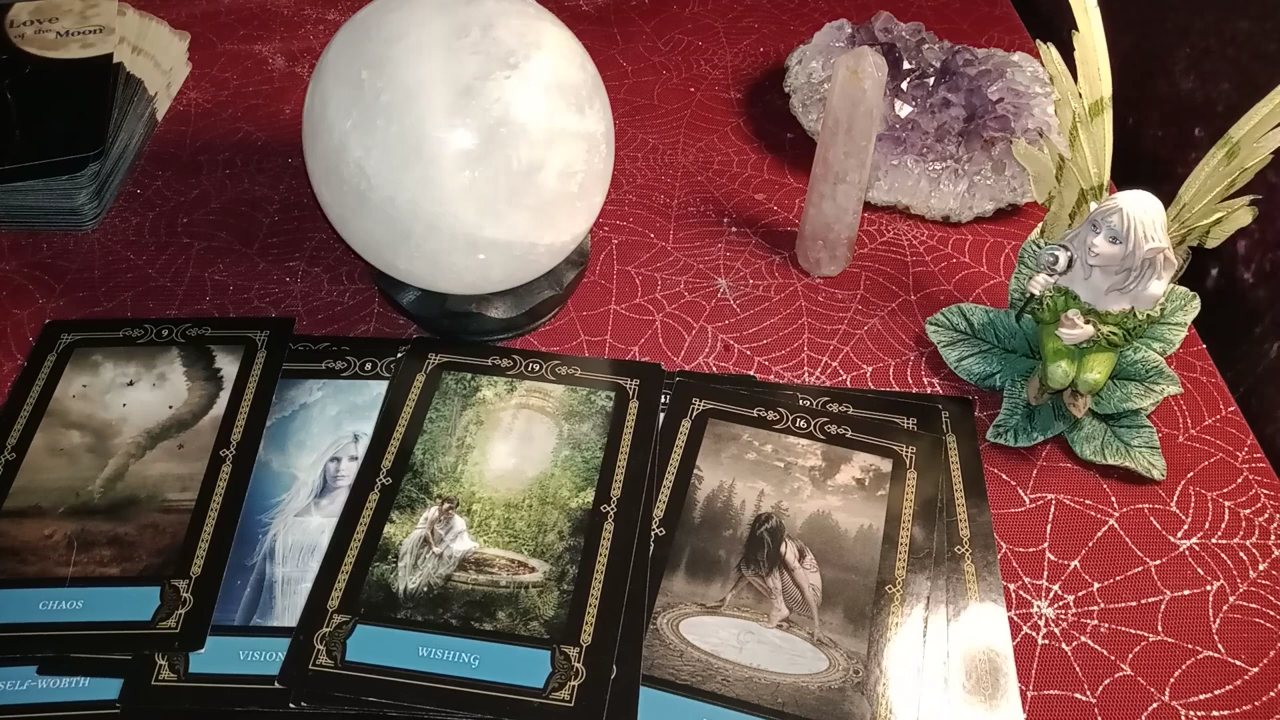 Love
of the Moon
9
8
19
16
CHAOS
VISION
WISHING
SELF-WORTH